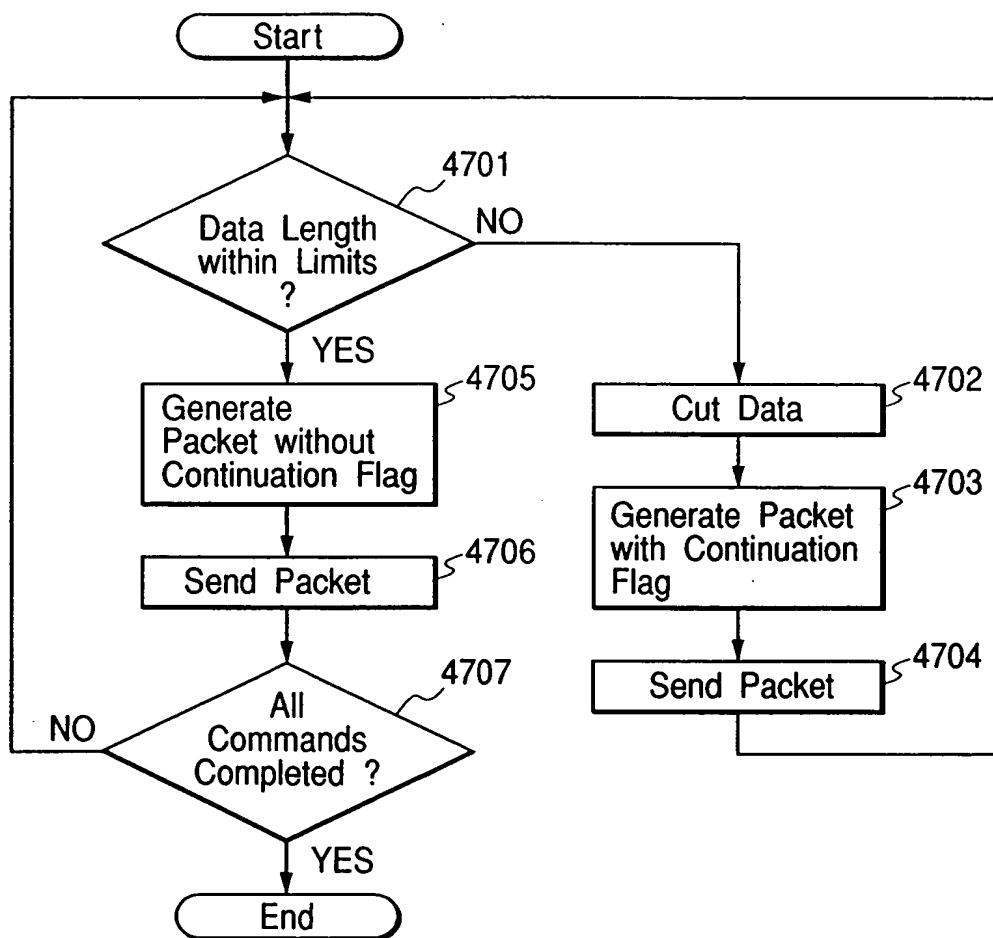 Start
4701
Data Length
within Limits
?
NO
YES
4705
Generate
Packet without
Continuation Flag
4706
Send Packet
4707
All
Commands
Completed ?
NO
YES
End
4702
Cut Data
4703
Generate Packet
with Continuation
Flag
4704
Send Packet